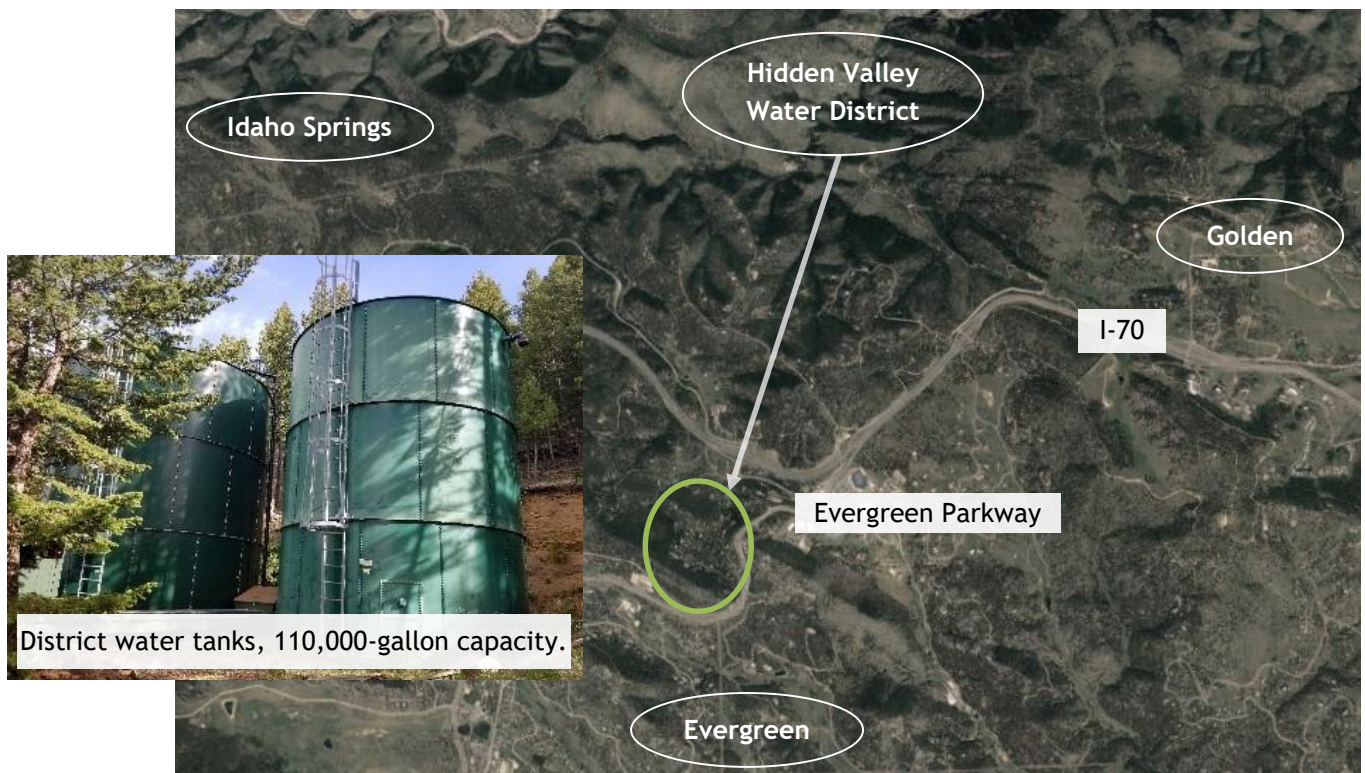 Hidden Valley
Water District
Idaho Springs
Golden
I-70
Evergreen Parkway
District water tanks, 110,000-gallon capacity.
Evergreen